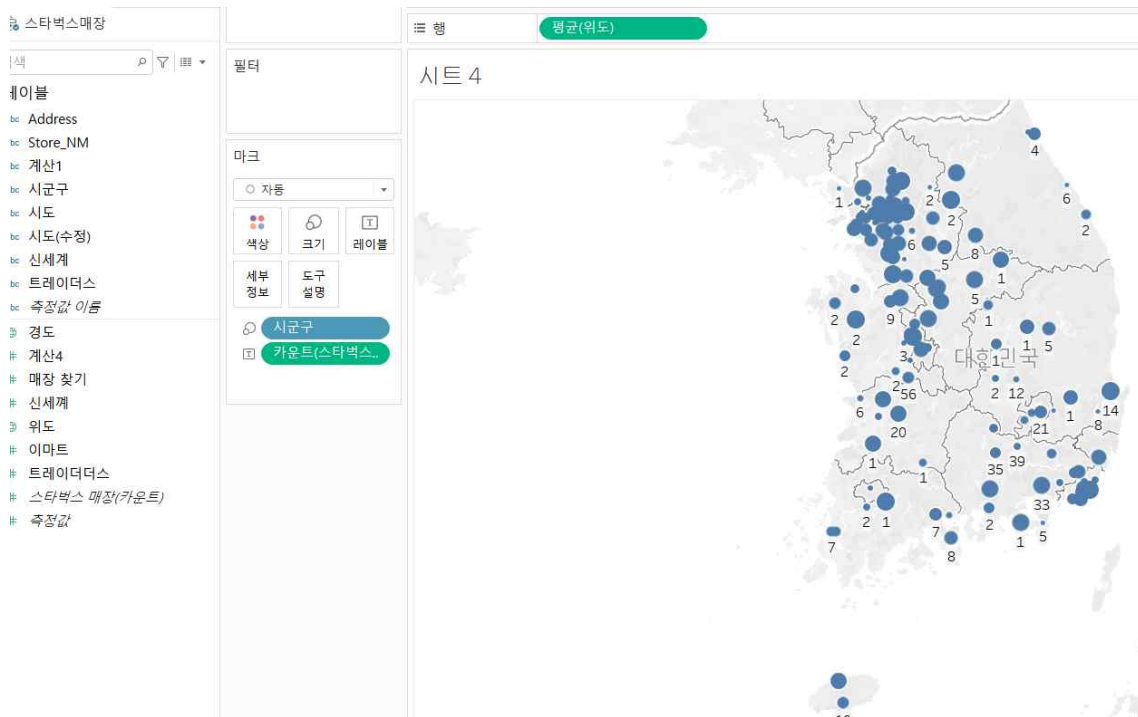 스타벅스매장
검색
테이블
Address
Store_NM
계산1
시군구
시도
시도(수정)
신세계
트레이더스
측정값 이름
경도
계산4
매장 찾기
신세꼐
위도
이마트
트레이더더스
스타벅스 매장(카운트)
측정값
필터
마크
자동
색상
크기
레이블
세부
정보
도구
설명
시군구
카운트(스타벅스..
행
평균(위도)
시트 4
4
1
2
6
2
2
6
5
8
1
5
2
9
1
2
1
5
3
대한민국
1
2
2
56
2
12
1
14
6
20
21
8
1
1
35
39
33
2
1
7
2
7
8
1
5